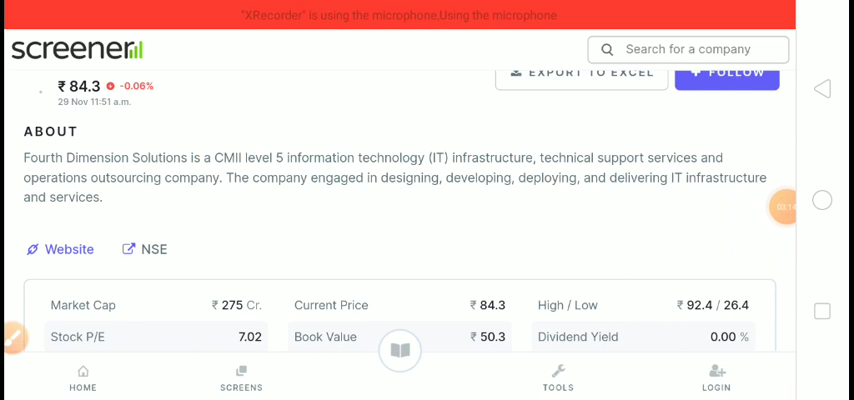 "XRecorder" is using the microphone,Using the microphone
screener
Search for a company
₹ 84.3 -0.06%
EXPORT TO EXCEL
+ FOLLOW
29 Nov 11:51 a.m.
ABOUT
Fourth Dimension Solutions is a CMII level 5 information technology (IT) infrastructure, technical support services and
operations outsourcing company. The company engaged in designing, developing, deploying, and delivering IT infrastructure
and services.
03:14
Website NSE
Market Cap ₹ 275 Cr. Current Price ₹ 84.3 High / Low ₹ 92.4 / 26.4
Stock P/E 7.02 Book Value ₹ 50.3 Dividend Yield 0.00 %
HOME SCREENS TOOLS LOGIN